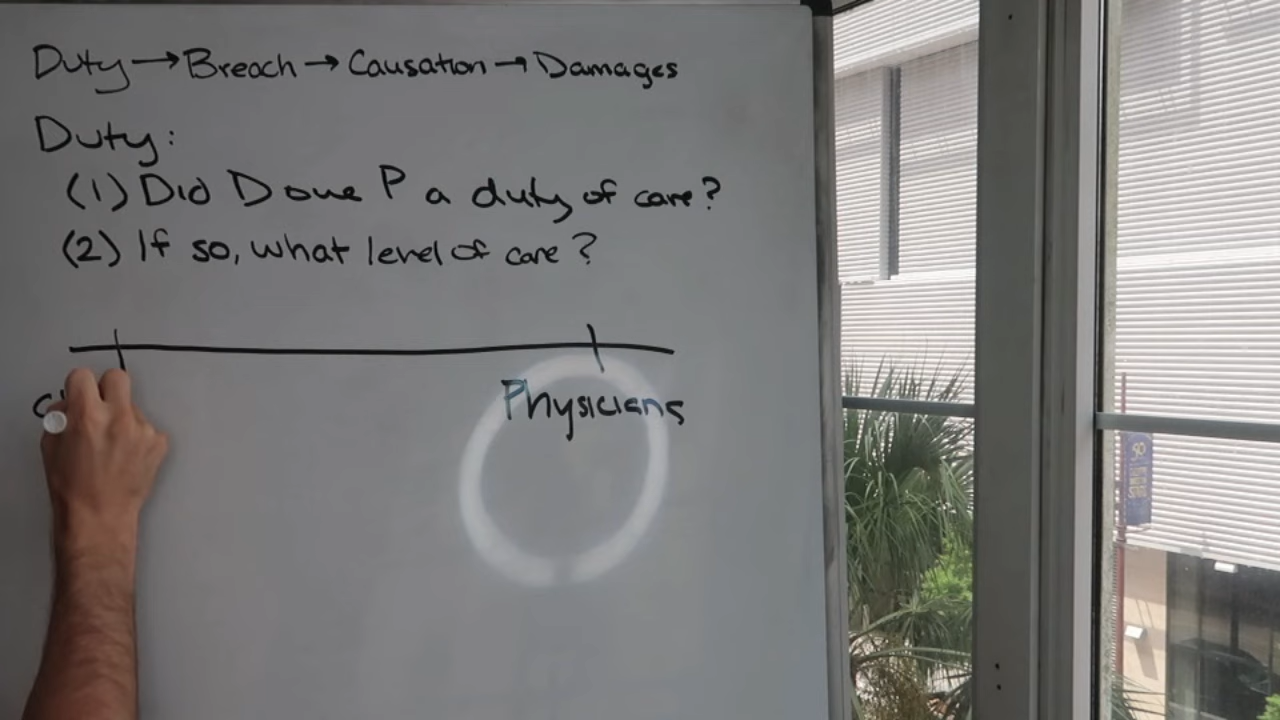 Duty → Breach → Causation → Damages
Duty:
(1) Did D owe P a duty of care?
(2) If so, what level of care?
Physicians